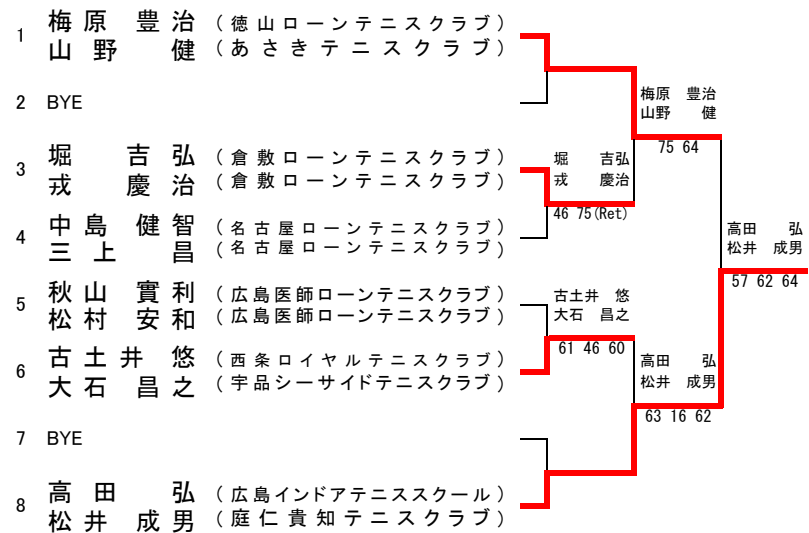 1 梅原 豊治 (徳山ローンテニスクラブ)
山野 健 (あさきテニスクラブ)
2 BYE
3 堀 吉弘 (倉敷ローンテニスクラブ)
戎 慶治 (倉敷ローンテニスクラブ)
4 中島 健智 (名古屋ローンテニスクラブ)
三上 昌 (名古屋ローンテニスクラブ)
5 秋山 實利 (広島医師ローンテニスクラブ)
松村 安和 (広島医師ローンテニスクラブ)
6 古土井 悠 (西条ロイヤルテニスクラブ)
大石 昌之 (宇品シーサイドテニスクラブ)
7 BYE
8 高田 弘 (広島インドアテニススクール)
松井 成男 (庭仁貴知テニスクラブ)
堀 吉弘
戎 慶治
46 75(Ret)
古土井 悠
大石 昌之
61 46 60
梅原 豊治
山野 健
75 64
高田 弘
松井 成男
63 16 62
高田 弘
松井 成男
57 62 64